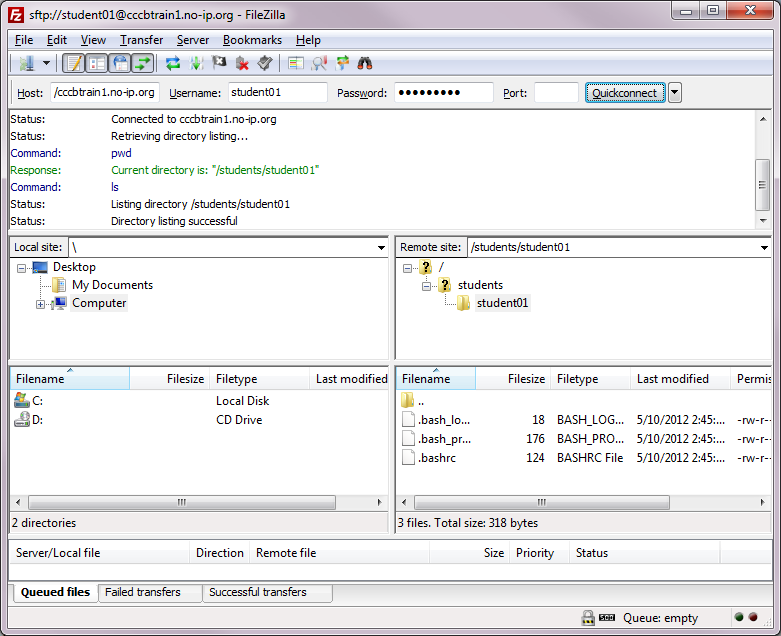 sftp://student01@cccbtrain1.no-ip.org - FileZilla
File Edit View Transfer Server Bookmarks Help
Host: /cccbtrain1.no-ip.org Username: student01 Password: ●●●●●●●●● Port: Quickconnect
Status: Connected to cccbtrain1.no-ip.org
Status: Retrieving directory listing...
Command: pwd
Response: Current directory is: "/students/student01"
Command: ls
Status: Listing directory /students/student01
Status: Directory listing successful
Local site: \ Remote site: /students/student01
Desktop
My Documents
Computer
/
students
student01
Filename Filesize Filetype Last modified
C: Local Disk
D: CD Drive
2 directories
Filename Filesize Filetype Last modified Permis
..
.bash_lo... 18 BASH_LOG... 5/10/2012 2:45:... -rw-r--
.bash_pr... 176 BASH_PRO... 5/10/2012 2:45:... -rw-r--
.bashrc 124 BASHRC File 5/10/2012 2:45:... -rw-r--
3 files. Total size: 318 bytes
Server/Local file Direction Remote file Size Priority Status
Queued files Failed transfers Successful transfers
Queue: empty